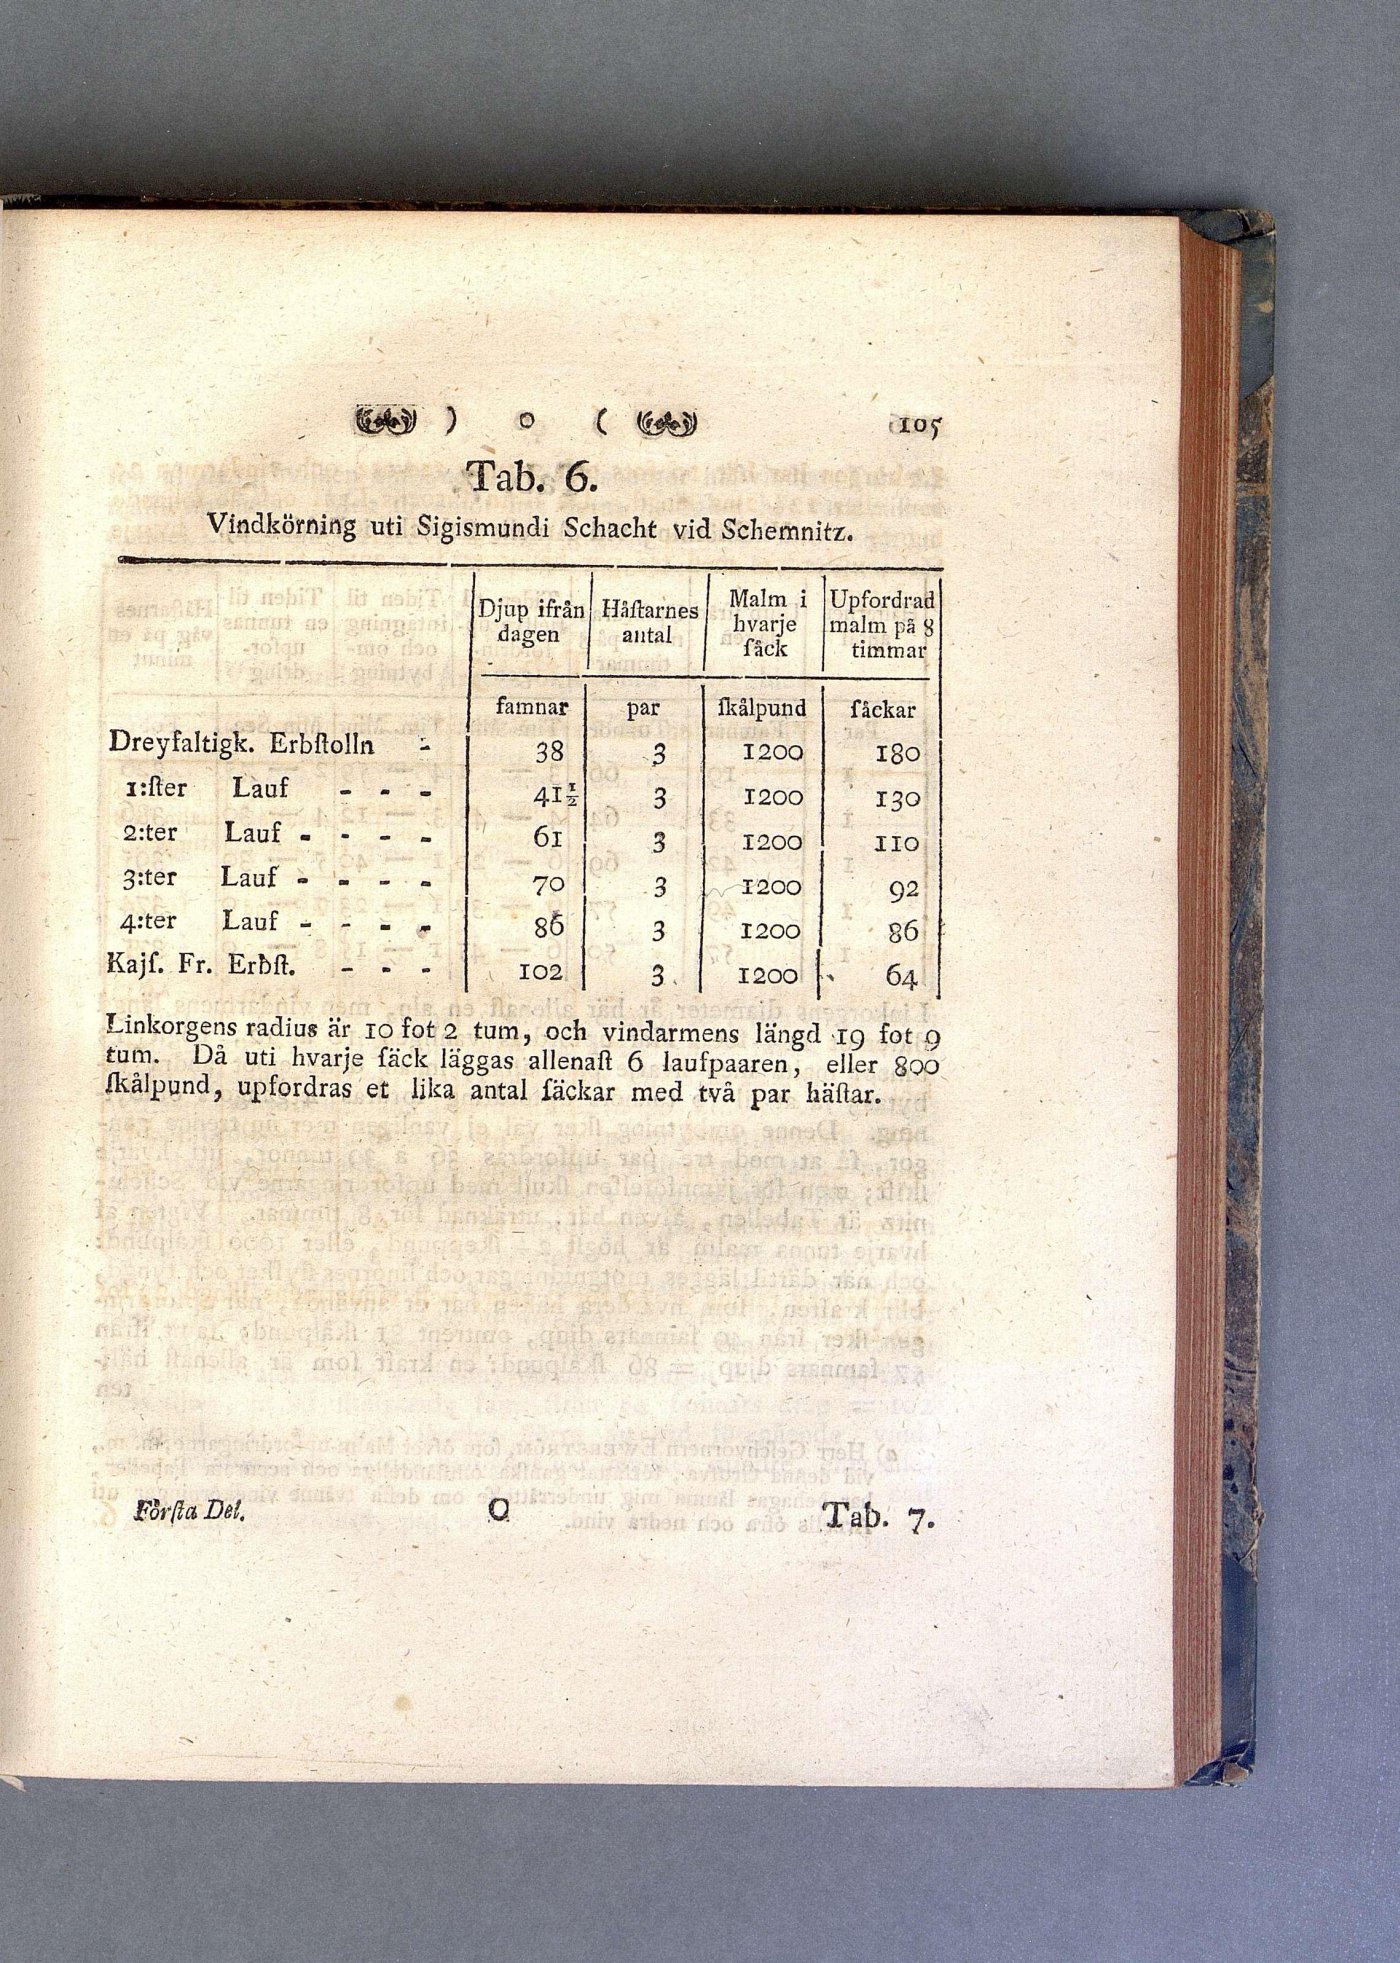 ) o ( 105
Tab. 6.
Vindkörning uti Sigismundi Schacht vid Schemnitz.
Djup ifrån dagen | Håſtarnes antal | Malm i hvarje ſåck | Upfordrad malm på 8 timmar
famnar | par | ſkålpund | ſåckar
Dreyfaltigk. Erbſtolln - 38 3 1200 180
1:ſter Lauf - - - 41½ 3 1200 130
2:ter Lauf - - - - 61 3 1200 110
3:ter Lauf - - - - 70 3 1200 92
4:ter Lauf - - - - 86 3 1200 86
Kajſ. Fr. Erbſt. - - - 102 3 1200 64
Linkorgens radius är 10 fot 2 tum, och vindarmens längd 19 fot 9
tum. Då uti hvarje ſäck läggas allenaſt 6 laufpaaren, eller 800
ſkålpund, upfordras et lika antal ſäckar med två par häſtar.
Förſta Del. O Tab. 7.